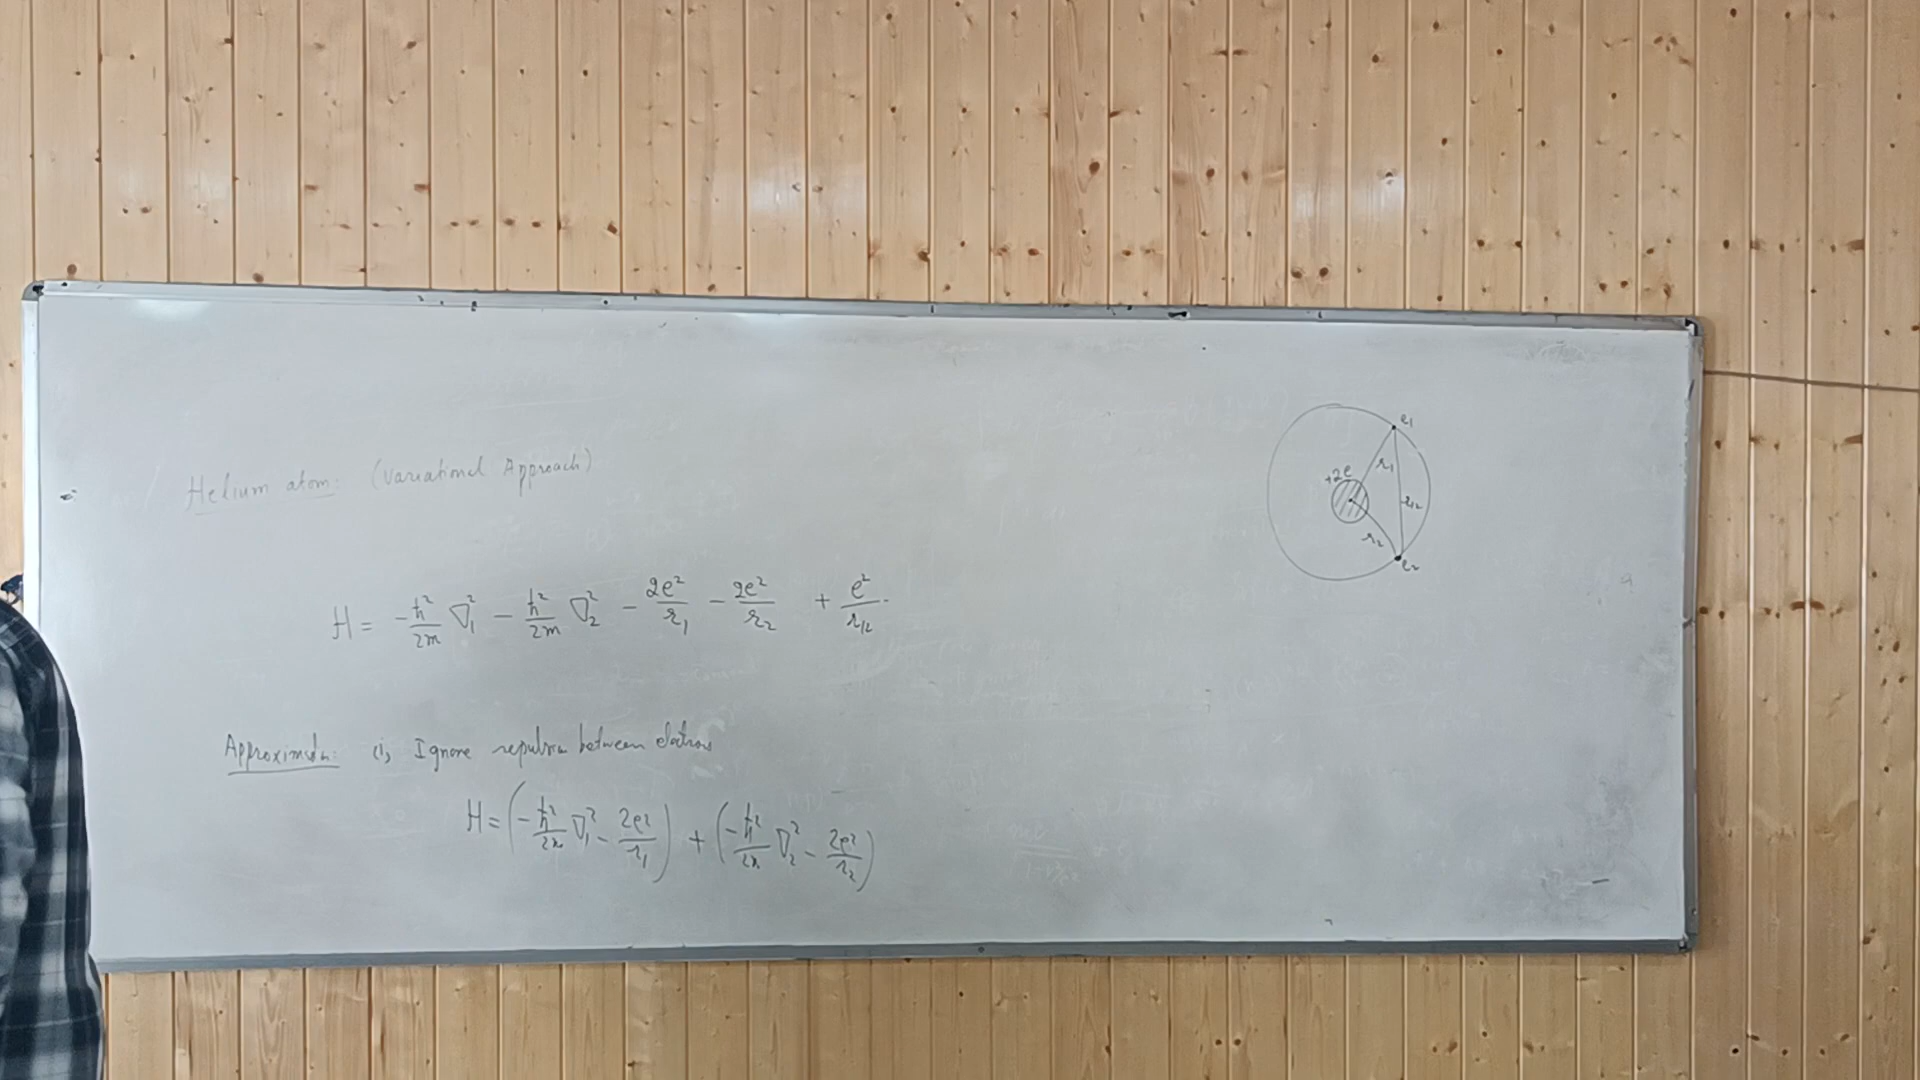 Helium atom: (Variational Approach)
H = -ħ²/2m ∇₁² - ħ²/2m ∇₂² - 2e²/r₁ - 2e²/r₂ + e²/r₁₂.
Approximatn: (i) Ignore repulsion between electrons
H = (-ħ²/2m ∇₁² - 2e²/r₁) + (-ħ²/2m ∇₂² - 2e²/r₂)
e₁
+2e
r₁
r₁₂
r₂
e₂